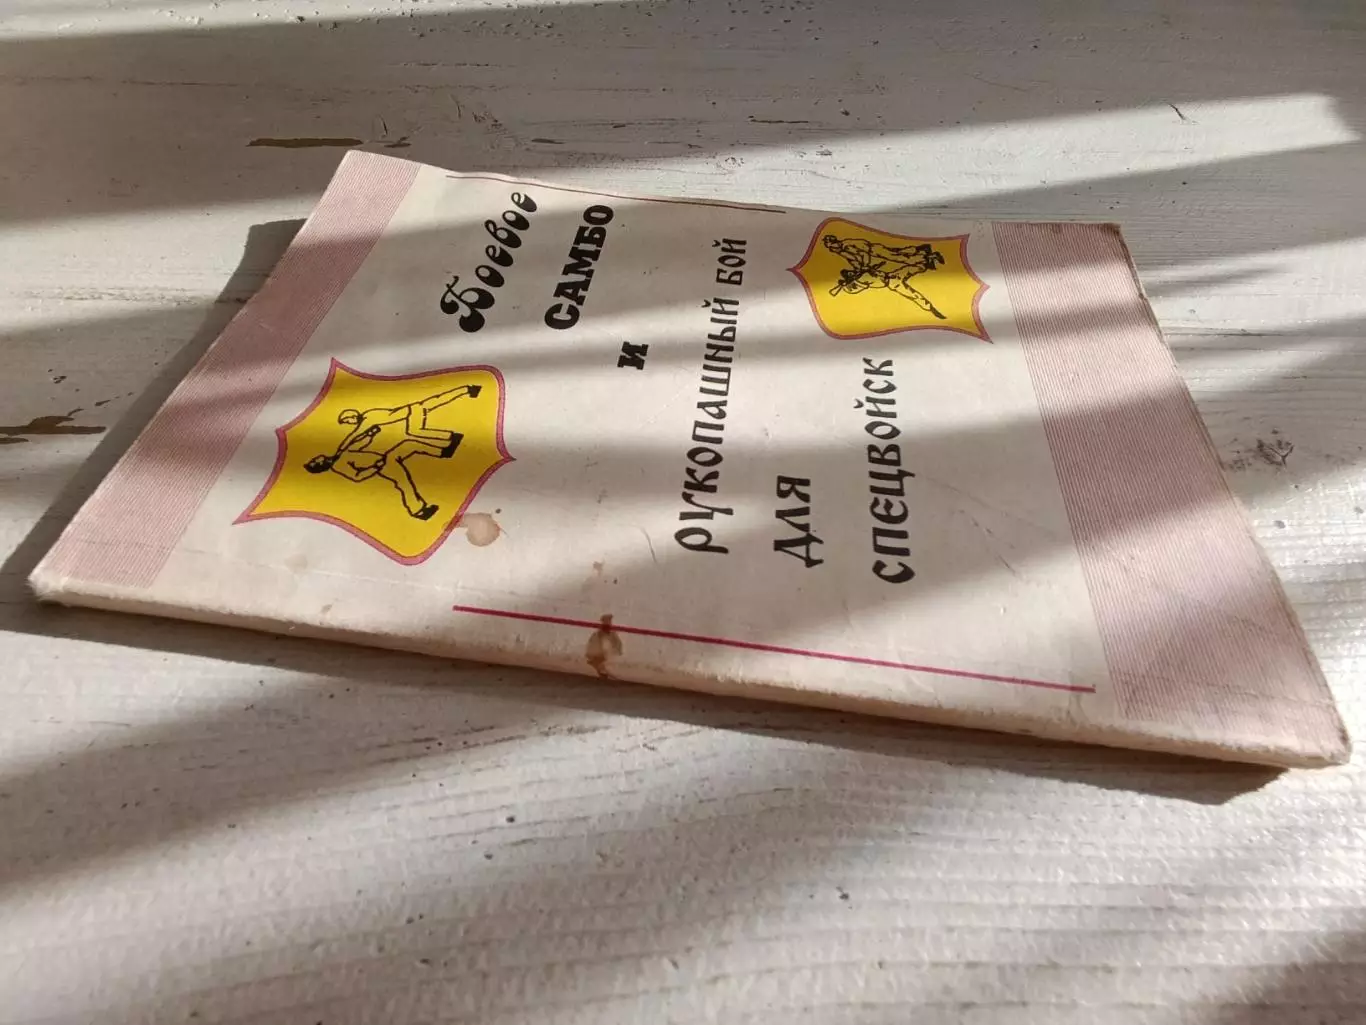 Боевое
САМБО
и
РУКОПАШНЫЙ БОЙ
ДЛЯ
СПЕЦВОЙСК